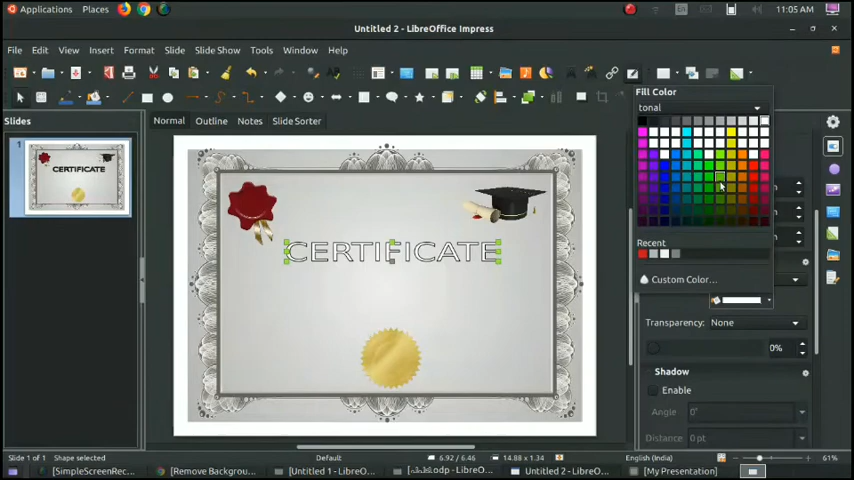 Applications Places En 11:05 AM
Untitled 2 - LibreOffice Impress
File Edit View Insert Format Slide Slide Show Tools Window Help
Fill Color
tonal
Slides
Normal Outline Notes Slide Sorter
1
CERTIFICATE
CERTIFICATE
Recent
Custom Color...
Transparency: None
0%
Shadow
Enable
Angle 0°
Distance 0 pt
Slide 1 of 1 Shape selected Default 6.92 / 6.46 14.88 x 1.34 English (India) 61%
[SimpleScreenRec... [Remove Backgrou... [Untitled 1 - LibreO... Untitled 2 - LibreO... [My Presentation]